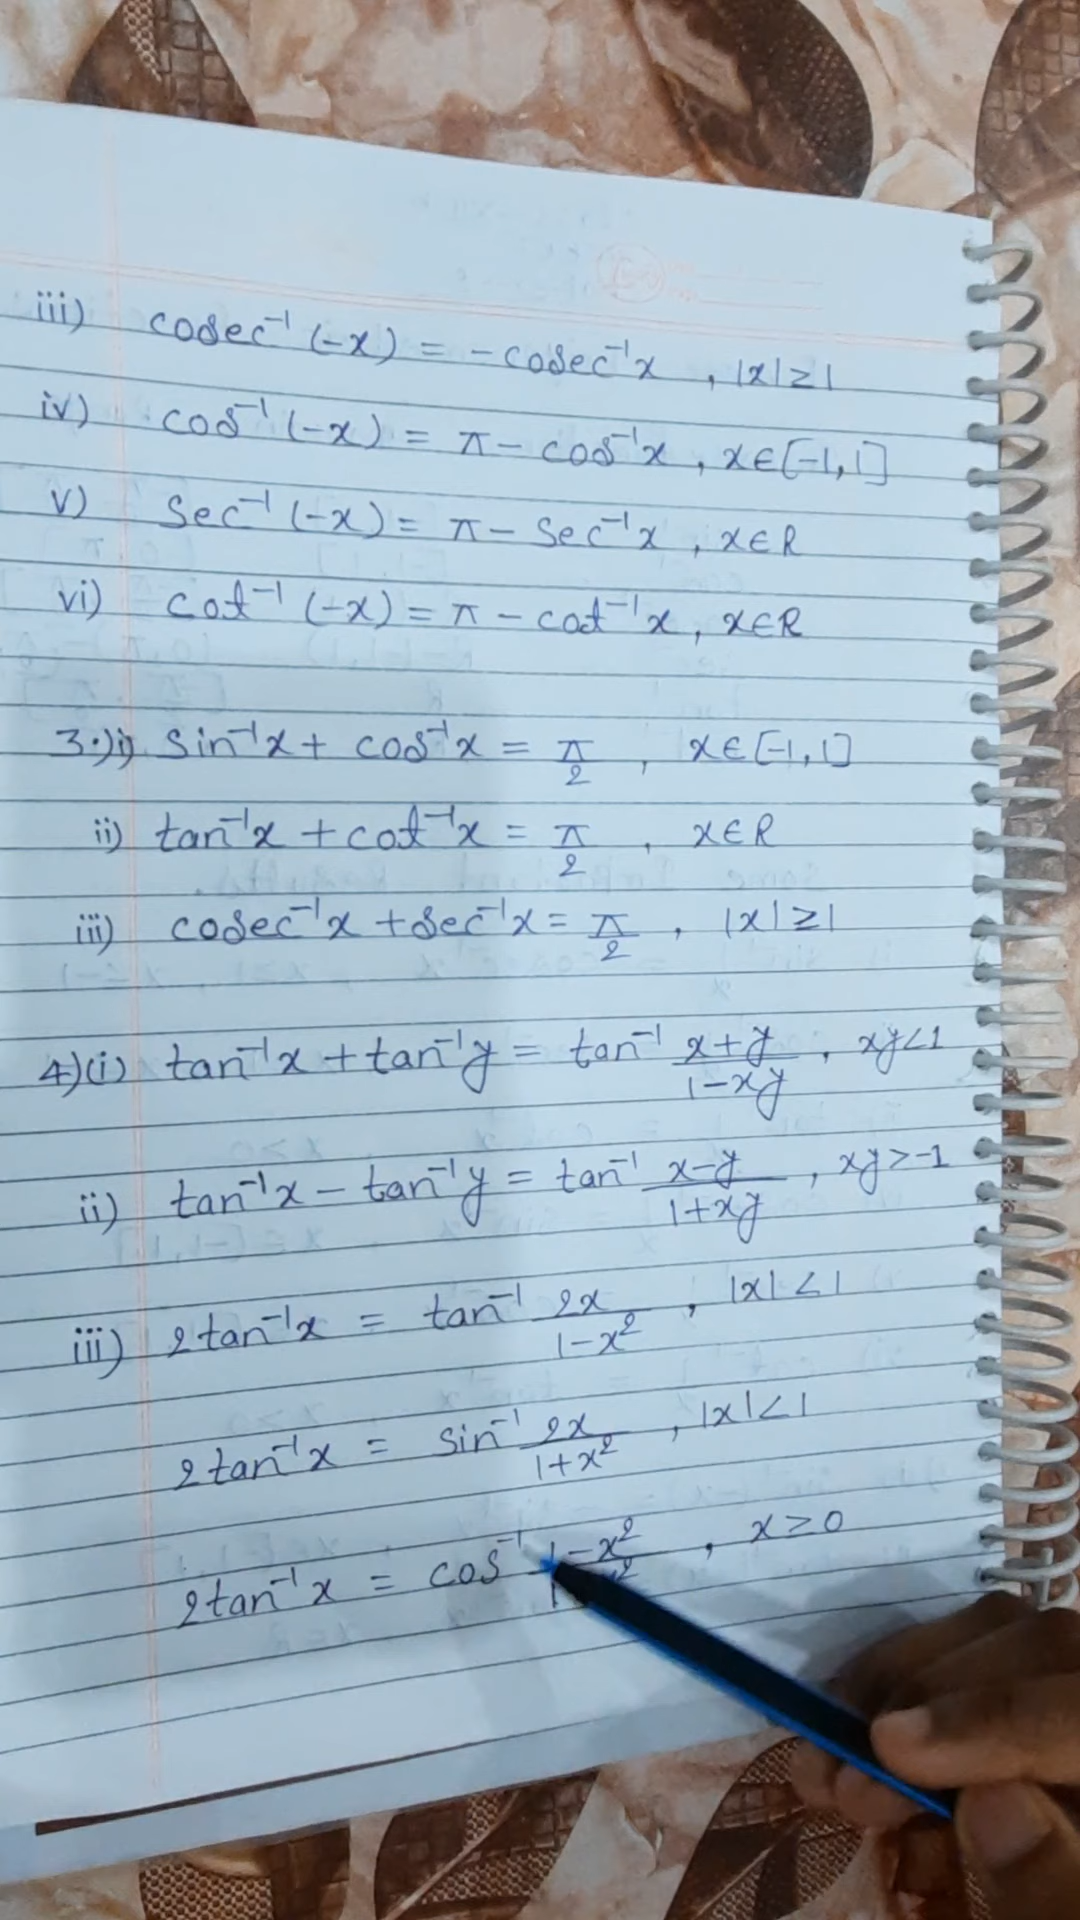 iii) cosec⁻¹(-x) = -cosec⁻¹x , |x| ≥ 1
iv) cos⁻¹(-x) = π - cos⁻¹x , x∈[-1,1]
v) sec⁻¹(-x) = π - sec⁻¹x , x∈R
vi) cot⁻¹(-x) = π - cot⁻¹x , x∈R
3.)i) sin⁻¹x + cos⁻¹x = π/2 , x∈[-1,1]
ii) tan⁻¹x + cot⁻¹x = π/2 , x∈R
iii) cosec⁻¹x + sec⁻¹x = π/2 , |x| ≥ 1
4)(i) tan⁻¹x + tan⁻¹y = tan⁻¹ (x+y)/(1-xy) , xy<1
ii) tan⁻¹x - tan⁻¹y = tan⁻¹ (x-y)/(1+xy) , xy>-1
iii) 2tan⁻¹x = tan⁻¹ 2x/(1-x²) , |x| < 1
2tan⁻¹x = sin⁻¹ 2x/(1+x²) , |x| < 1
2tan⁻¹x = cos⁻¹ 1-x² , x ≥ 0